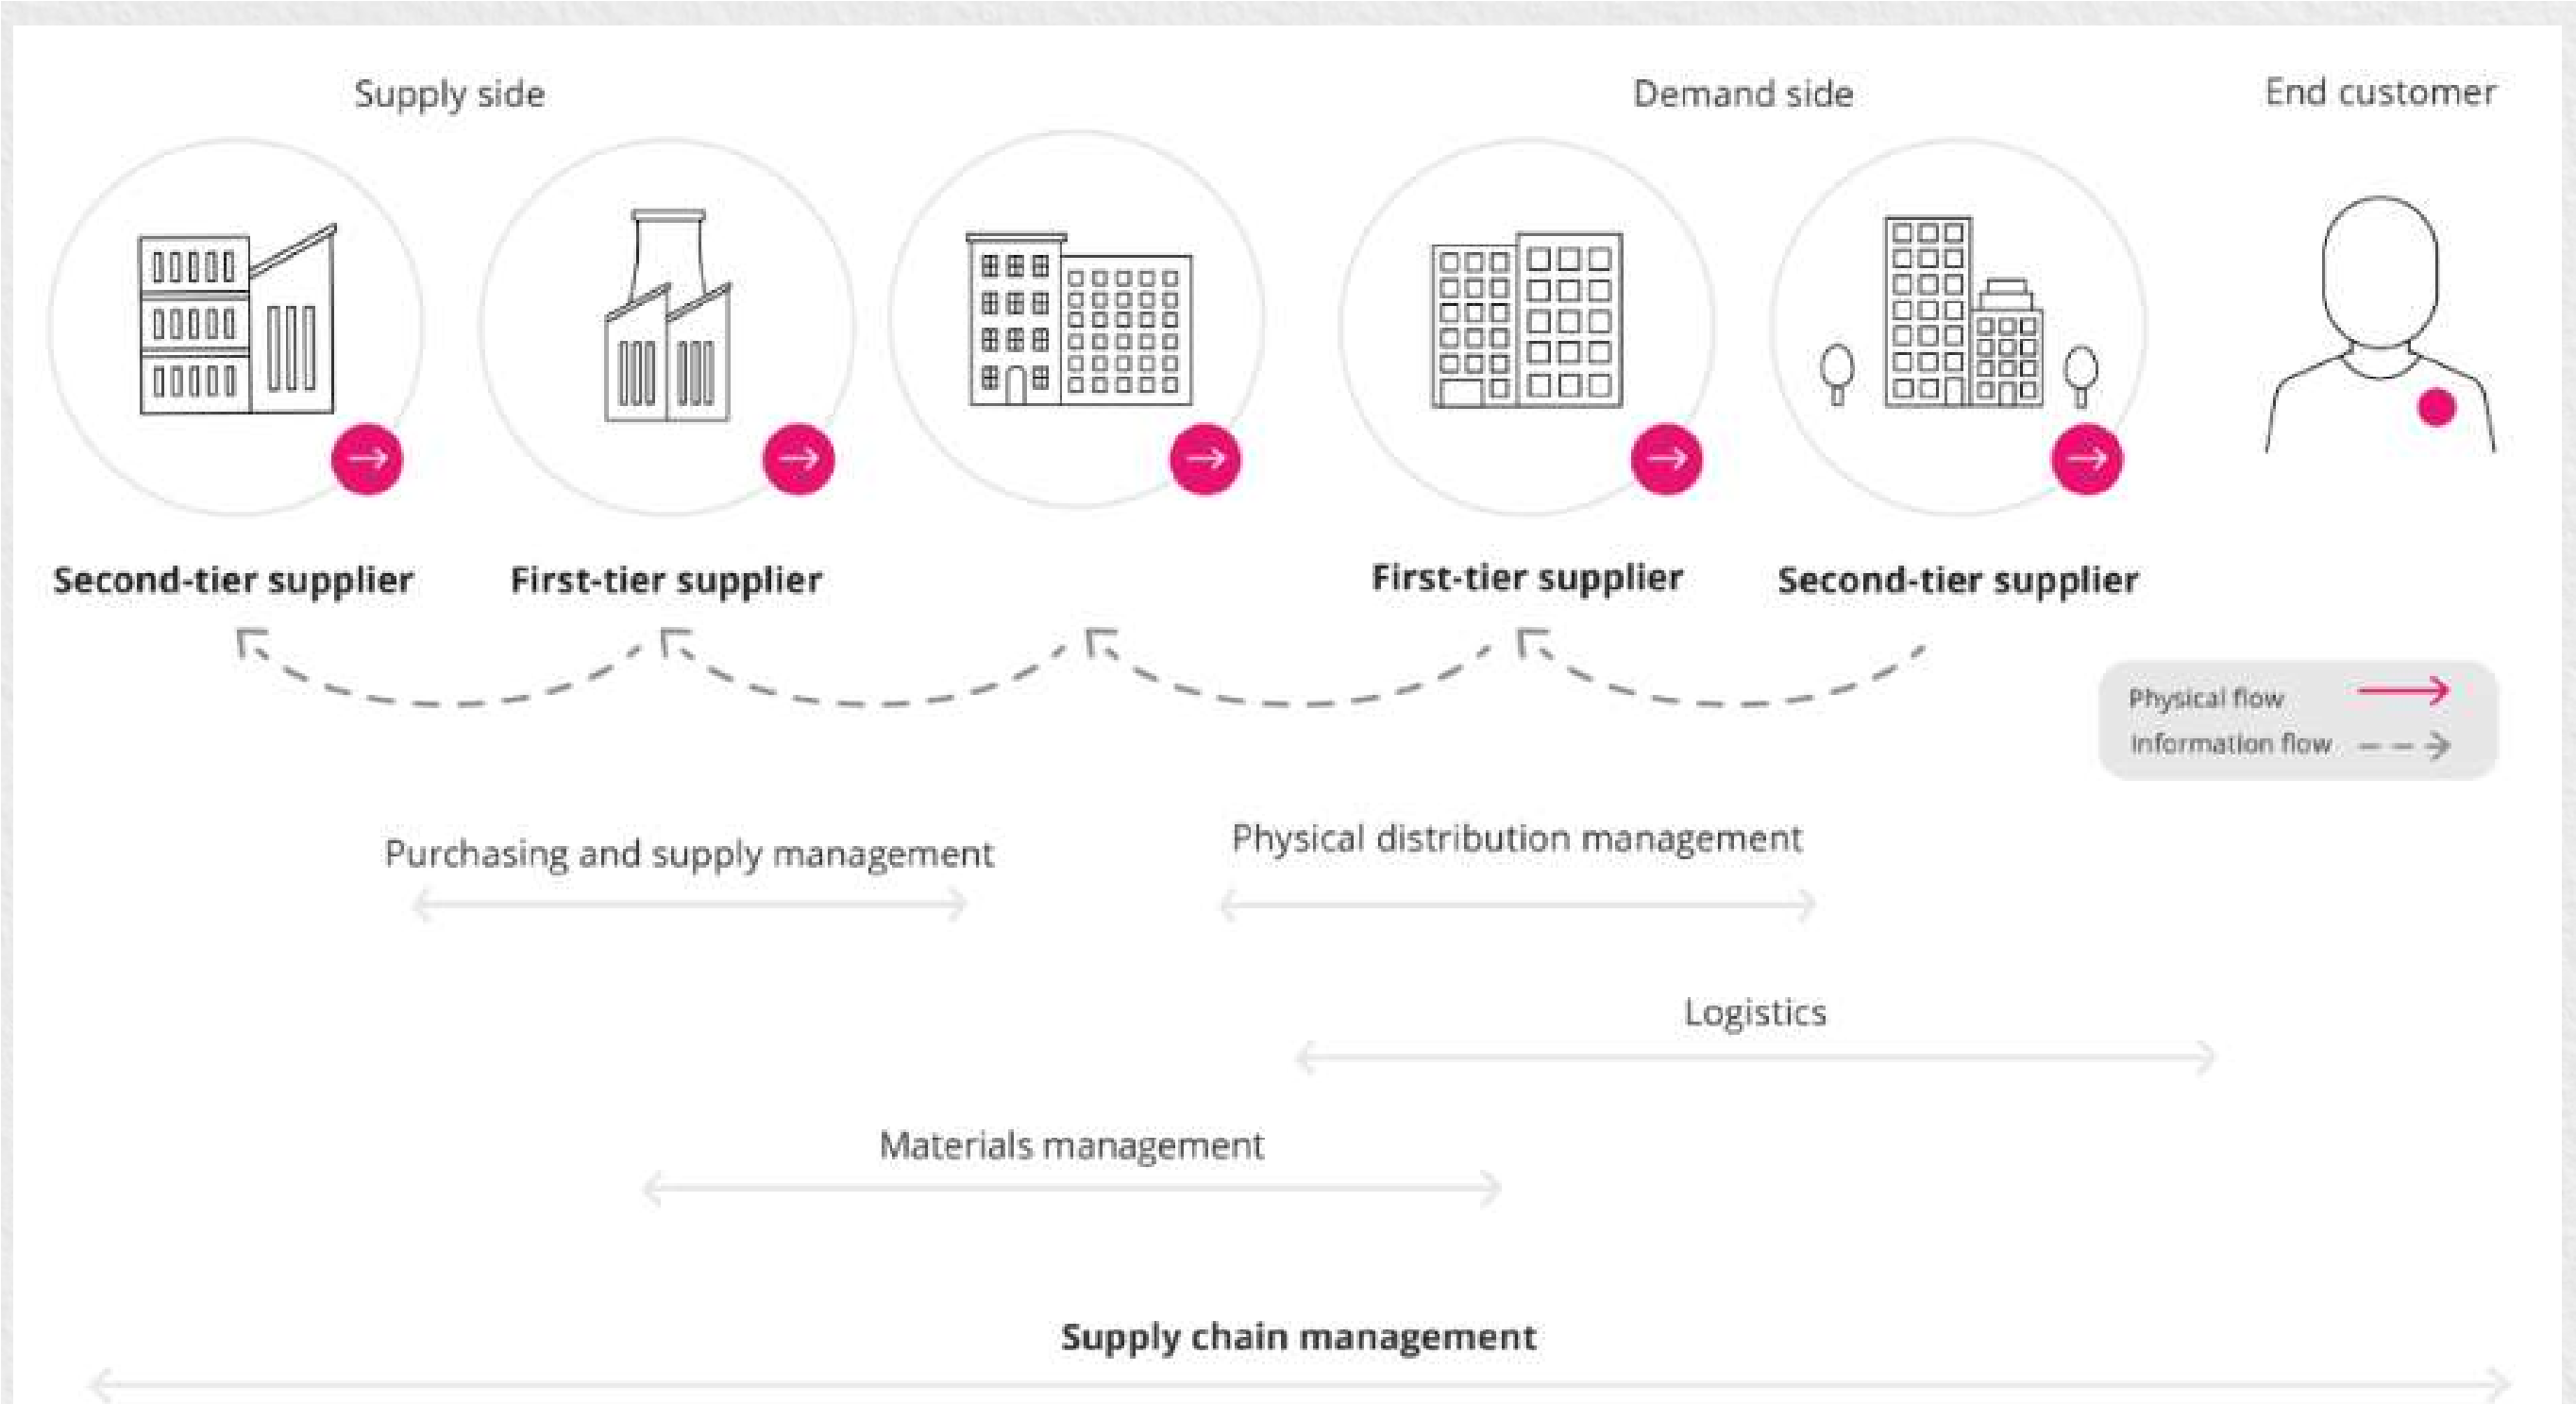 Supply side
Demand side
End customer
Second-tier supplier
First-tier supplier
First-tier supplier
Second-tier supplier
Physical flow
Information flow
Purchasing and supply management
Physical distribution management
Logistics
Materials management
Supply chain management